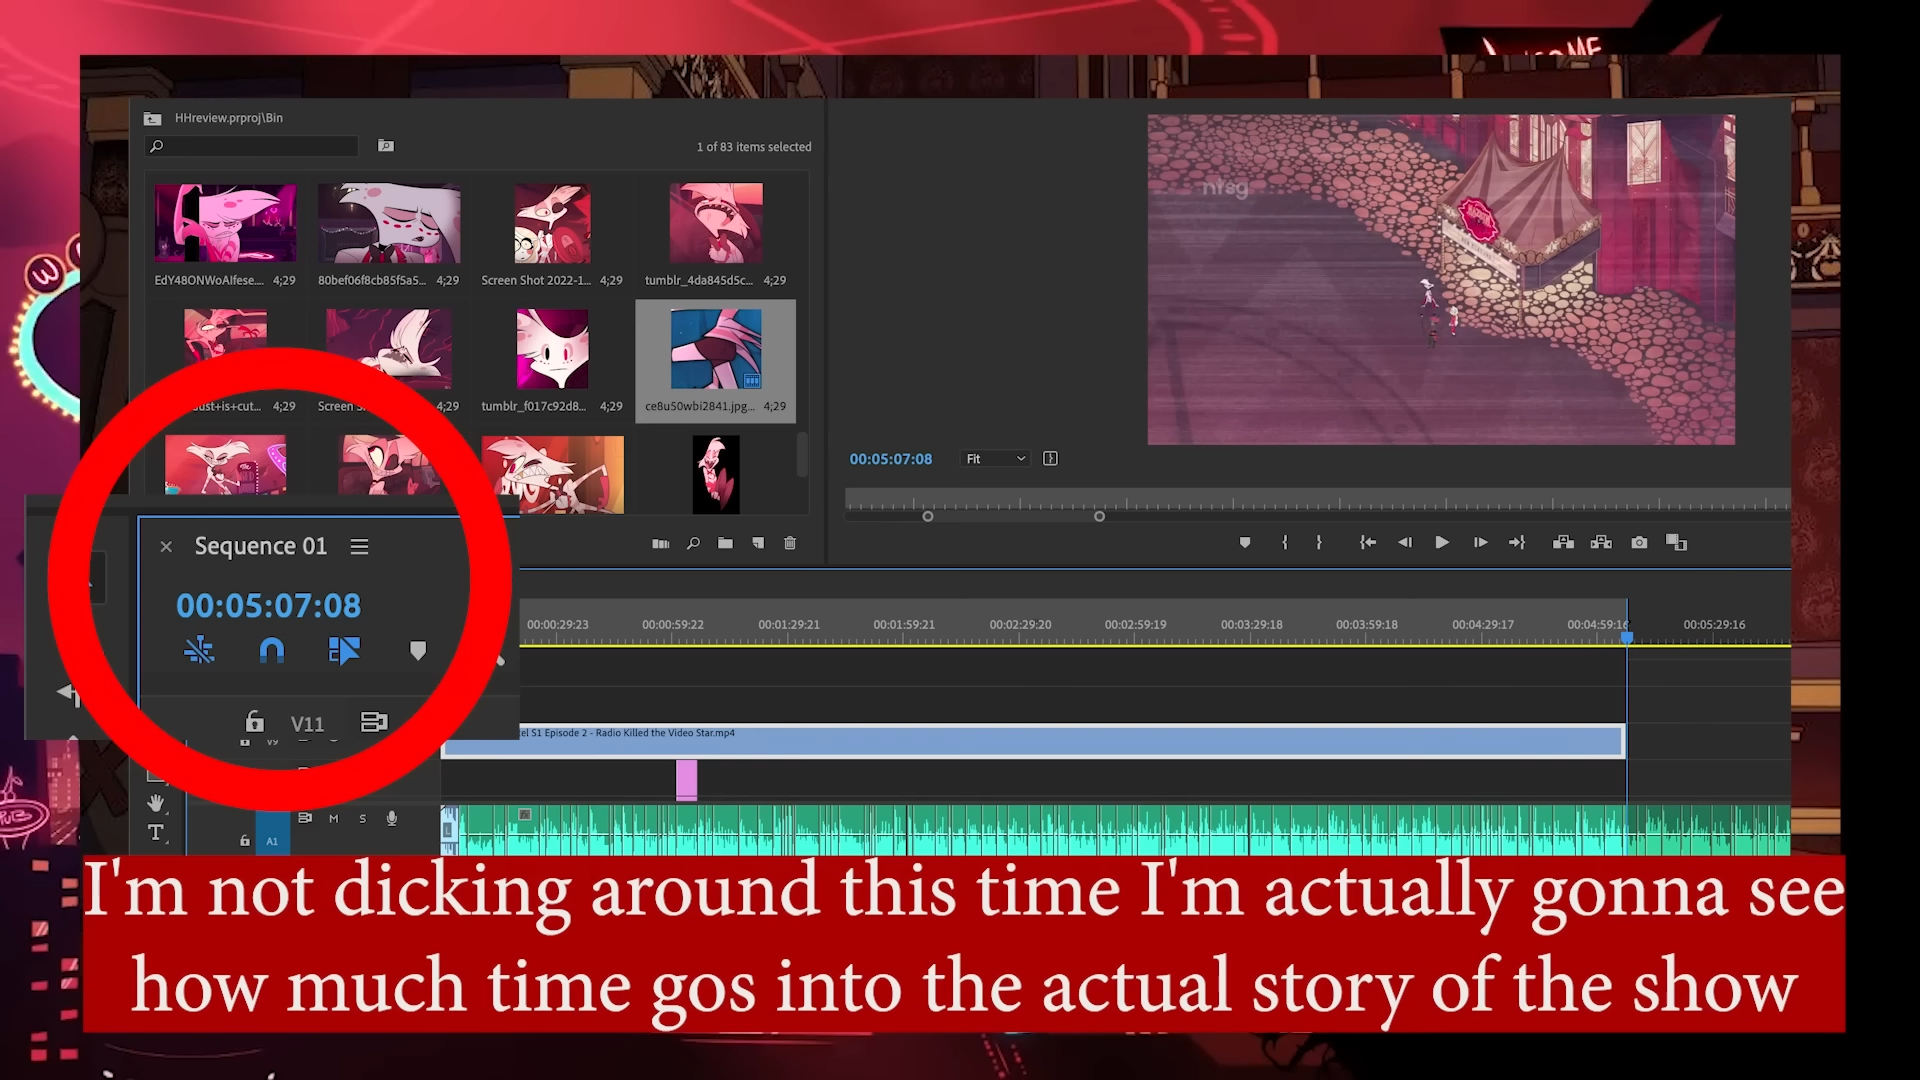 HHreview.prproj\Bin
1 of 83 items selected
EdY48ONWoAIfese... 4;29
80bef06f8cb85f5a5... 4;29
Screen Shot 2022-1... 4;29
tumblr_4da845d5c... 4;29
ust+is+cut... 4;29
Screen S 4;29
tumblr_f017c92d8... 4;29
ce8u50wbi2841.jpg... 4;29
00:05:07:08 Fit
Sequence 01
00:05:07:08
00:00:29:23 00:00:59:22 00:01:29:21 00:01:59:21 00:02:29:20 00:02:59:19 00:03:29:18 00:03:59:18 00:04:29:17 00:04:59:16 00:05:29:16
V11
V9
el S1 Episode 2 - Radio Killed the Video Star.mp4
M S
A1
I'm not dicking around this time I'm actually gonna see
how much time gos into the actual story of the show